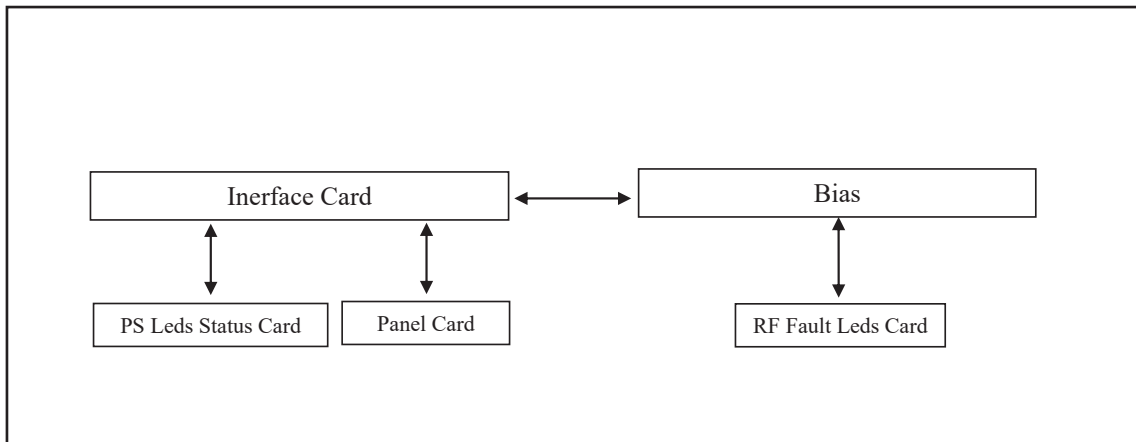 Inerface Card
Bias
PS Leds Status Card
Panel Card
RF Fault Leds Card